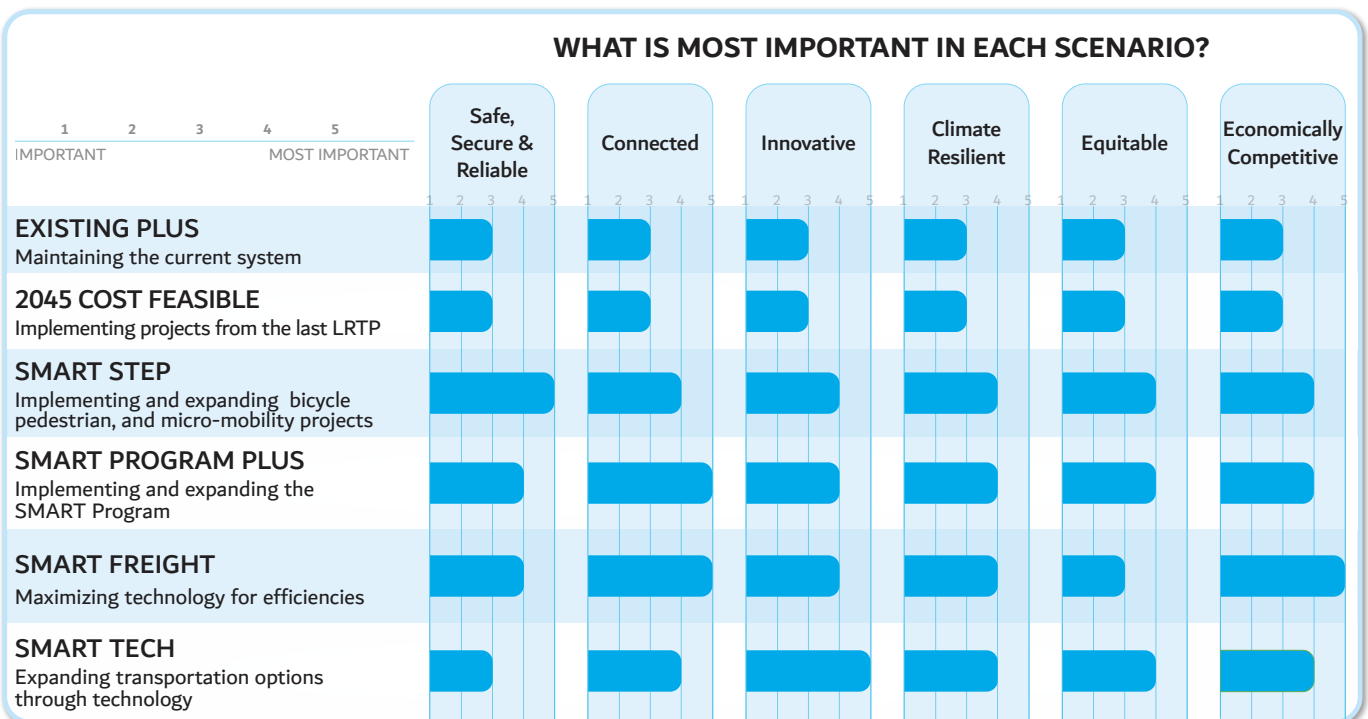 WHAT IS MOST IMPORTANT IN EACH SCENARIO?
1 2 3 4 5
IMPORTANT MOST IMPORTANT
Safe,
Secure &
Reliable
Connected
Innovative
Climate
Resilient
Equitable
Economically
Competitive
1 2 3 4 5 1 2 3 4 5 1 2 3 4 5 1 2 3 4 5 1 2 3 4 5 1 2 3 4 5
EXISTING PLUS
Maintaining the current system
2045 COST FEASIBLE
Implementing projects from the last LRTP
SMART STEP
Implementing and expanding bicycle
pedestrian, and micro-mobility projects
SMART PROGRAM PLUS
Implementing and expanding the
SMART Program
SMART FREIGHT
Maximizing technology for efficiencies
SMART TECH
Expanding transportation options
through technology